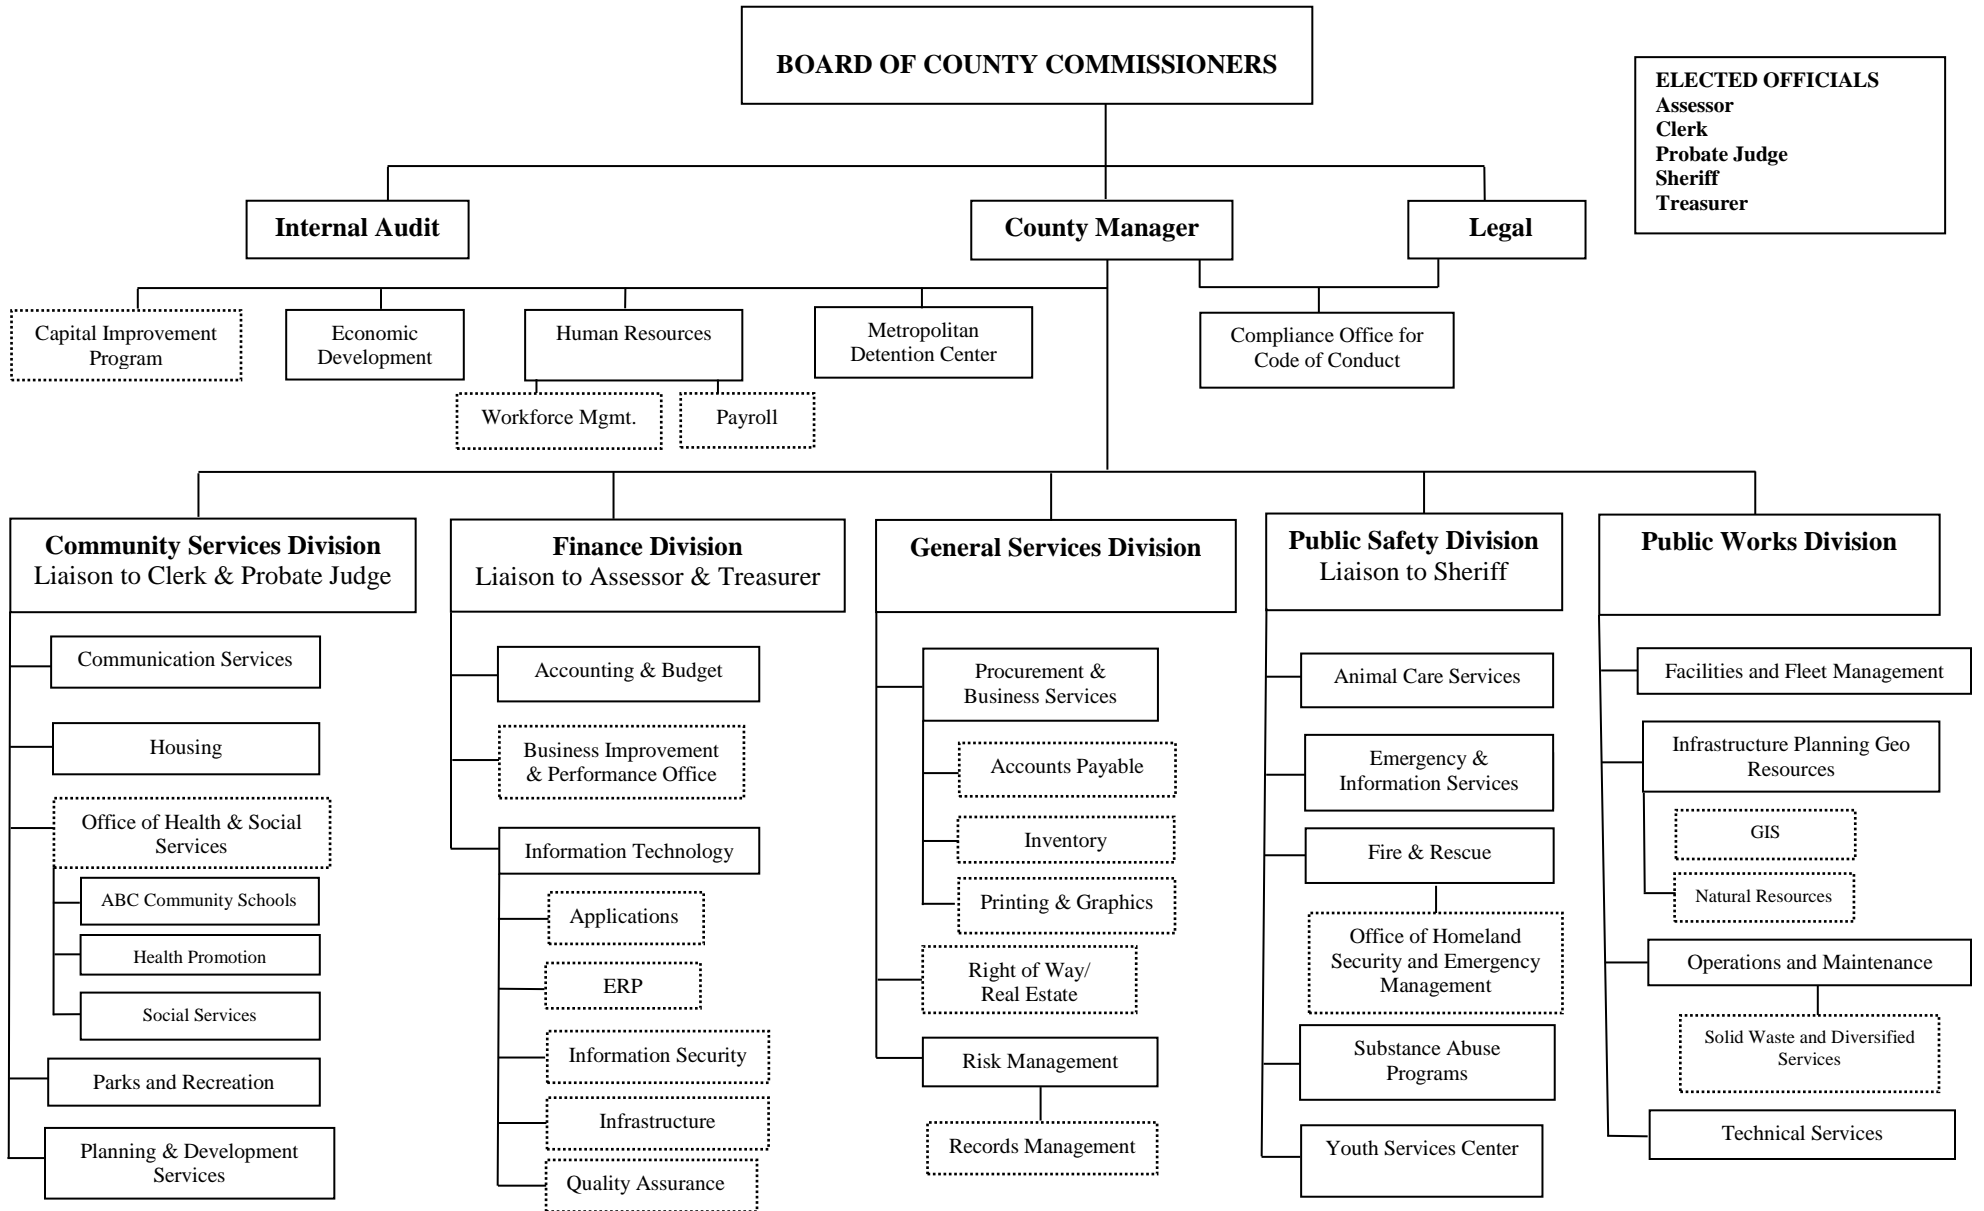 BOARD OF COUNTY COMMISSIONERS
ELECTED OFFICIALS
Assessor
Clerk
Probate Judge
Sheriff
Treasurer
Internal Audit
County Manager
Legal
Capital Improvement
Program
Economic
Development
Human Resources
Metropolitan
Detention Center
Compliance Office for
Code of Conduct
Workforce Mgmt.
Payroll
Community Services Division
Liaison to Clerk & Probate Judge
Communication Services
Housing
Office of Health & Social
Services
ABC Community Schools
Health Promotion
Social Services
Parks and Recreation
Planning & Development
Services
Finance Division
Liaison to Assessor & Treasurer
Accounting & Budget
Business Improvement
& Performance Office
Information Technology
Applications
ERP
Information Security
Infrastructure
Quality Assurance
General Services Division
Procurement &
Business Services
Accounts Payable
Inventory
Printing & Graphics
Right of Way/
Real Estate
Risk Management
Records Management
Public Safety Division
Liaison to Sheriff
Animal Care Services
Emergency &
Information Services
Fire & Rescue
Office of Homeland
Security and Emergency
Management
Substance Abuse
Programs
Youth Services Center
Public Works Division
Facilities and Fleet Management
Infrastructure Planning Geo
Resources
GIS
Natural Resources
Operations and Maintenance
Solid Waste and Diversified
Services
Technical Services